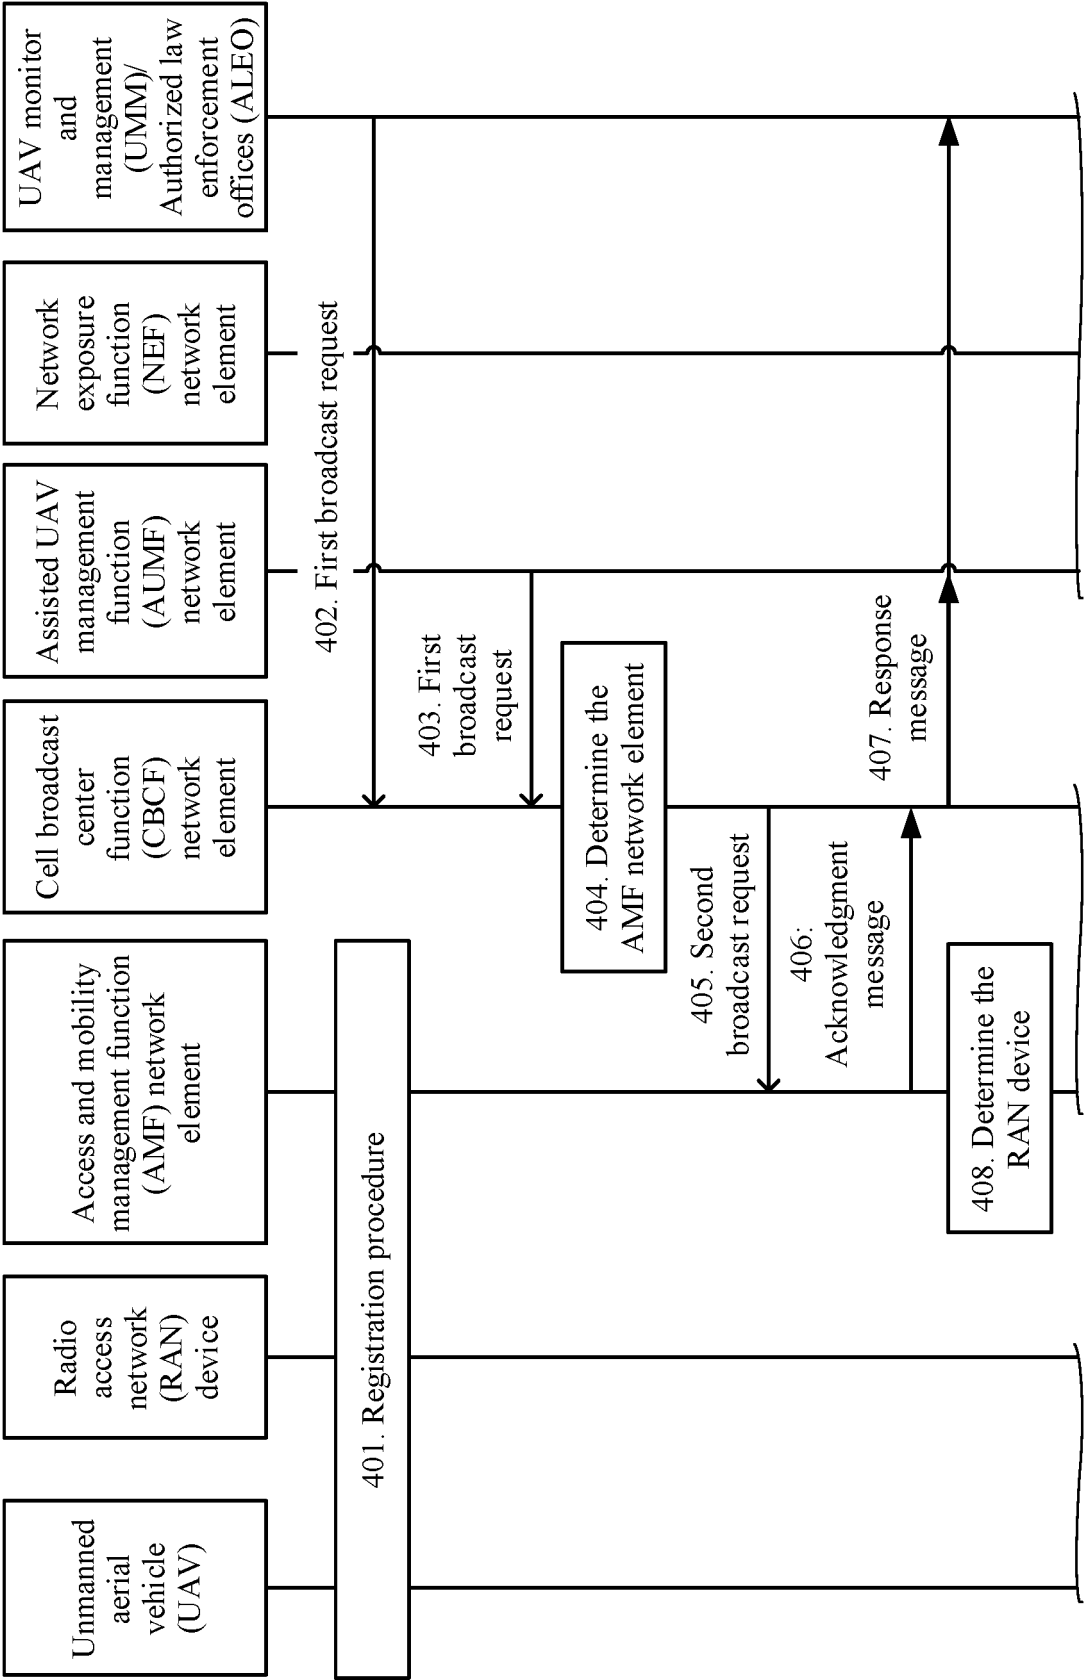 Unmanned
aerial
vehicle
(UAV)
Radio
access
network
(RAN)
device
Access and mobility
management function
(AMF) network
element
Cell broadcast
center
function
(CBCF)
network
element
Assisted UAV
management
function
(AUMF)
network
element
Network
exposure
function
(NEF)
network
element
UAV monitor
and
management
(UMM)/
Authorized law
enforcement
offices (ALEO)
401. Registration procedure
402. First broadcast request
403. First
broadcast
request
404. Determine the
AMF network element
405. Second
broadcast request
406:
Acknowledgment
message
407. Response
message
408. Determine the
RAN device